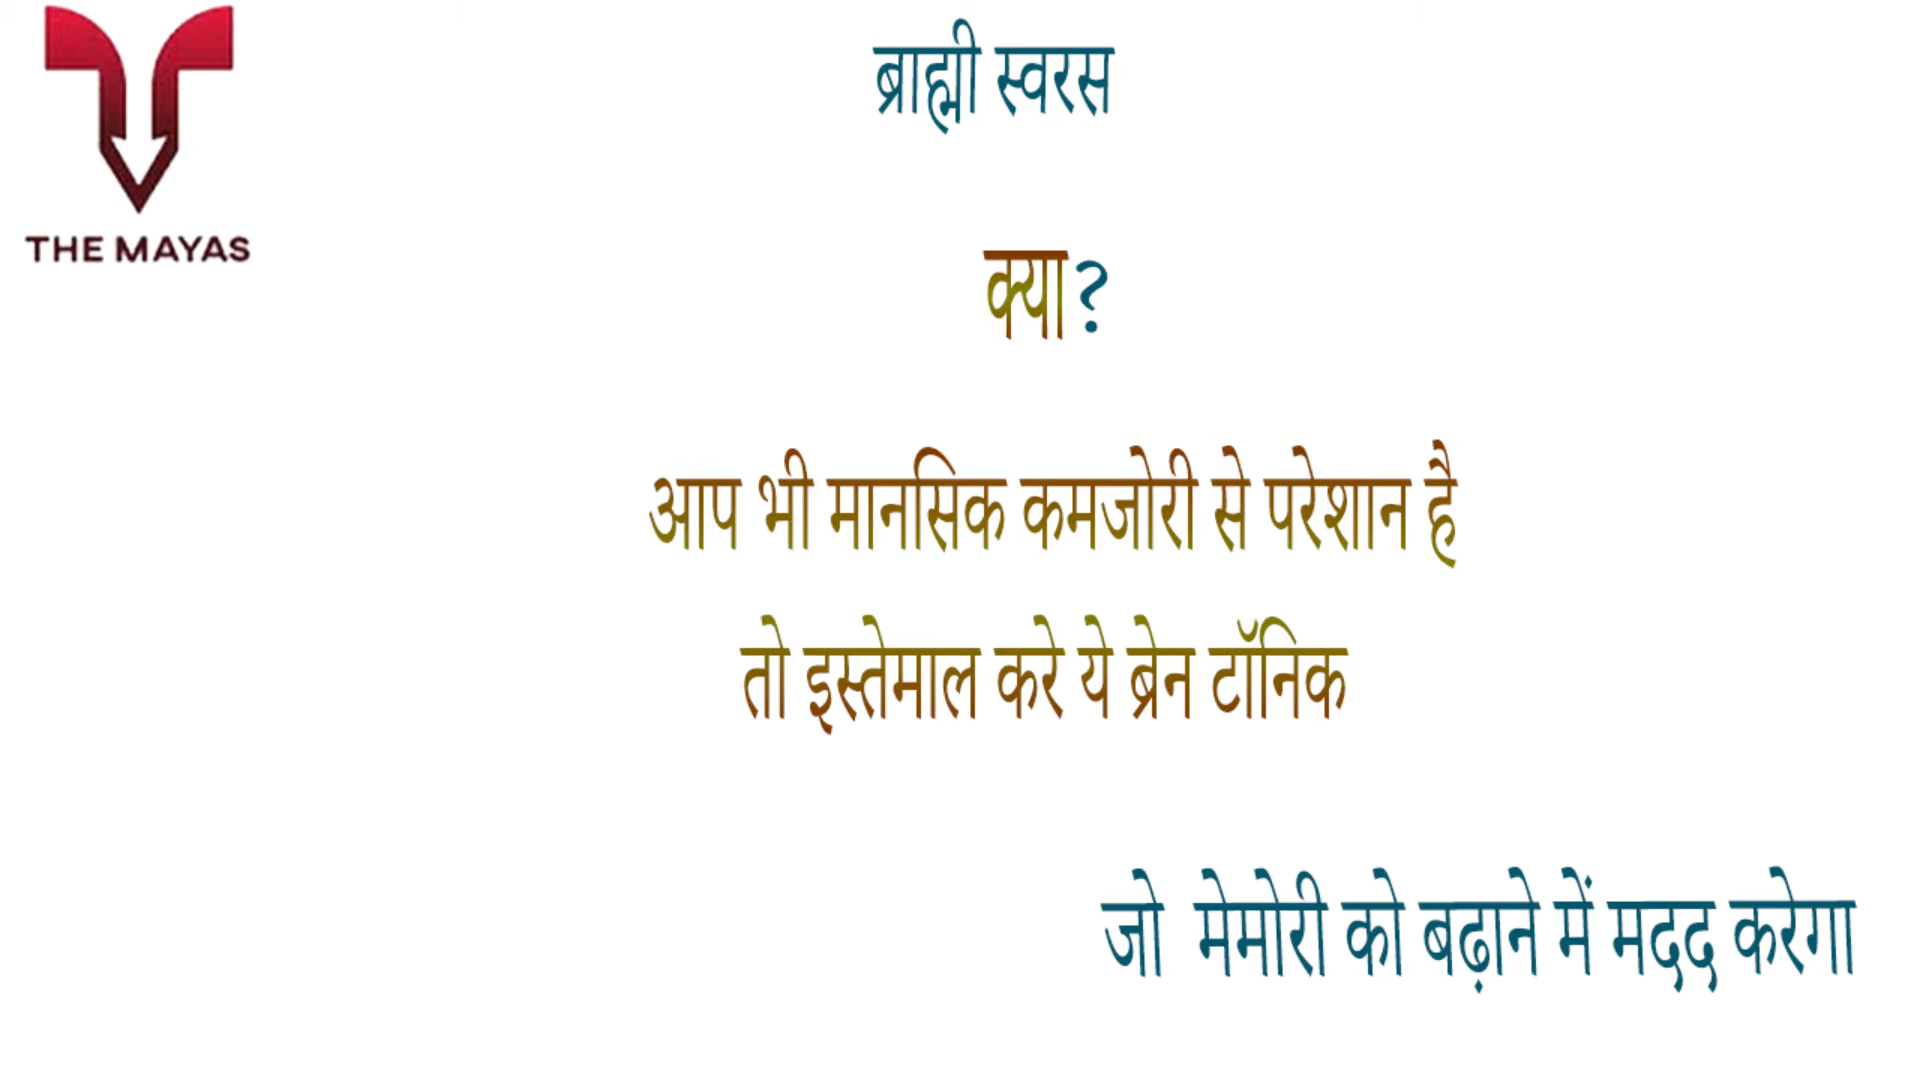 THE MAYAS
ब्राह्मी स्वरस
क्या?
आप भी मानसिक कमजोरी से परेशान है
तो इस्तेमाल करे ये ब्रेन टॉनिक
जो मेमोरी को बढ़ाने में मदद करेगा